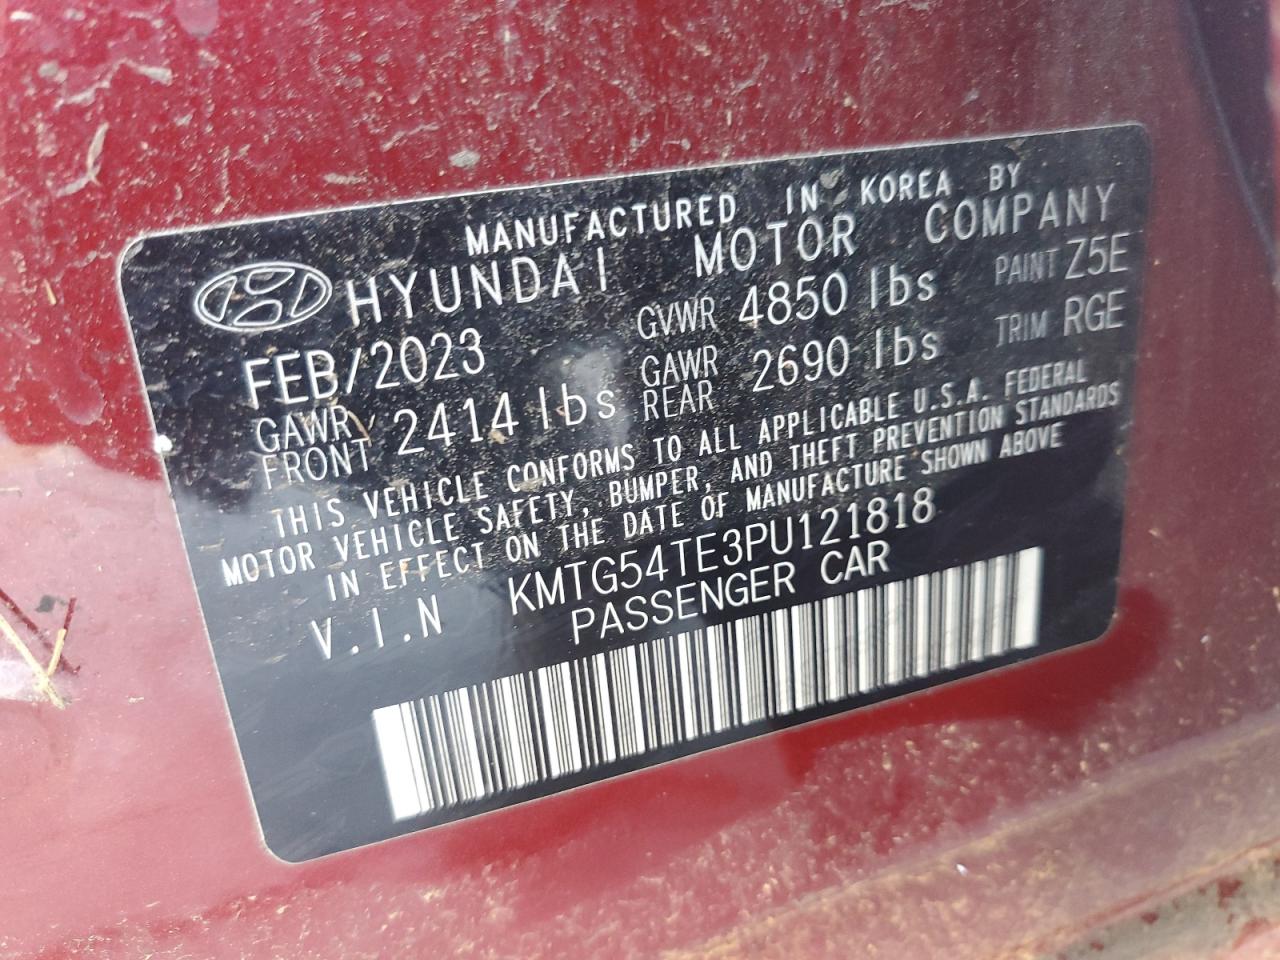 MANUFACTURED IN KOREA BY
HYUNDAI MOTOR COMPANY
FEB/2023 GVWR 4850 lbs PAINT Z5E
GAWR FRONT 2414 lbs GAWR REAR 2690 lbs TRIM RGE
THIS VEHICLE CONFORMS TO ALL APPLICABLE U.S.A. FEDERAL
MOTOR VEHICLE SAFETY, BUMPER, AND THEFT PREVENTION STANDARDS
IN EFFECT ON THE DATE OF MANUFACTURE SHOWN ABOVE
V.I.N KMTG54TE3PU121818
PASSENGER CAR